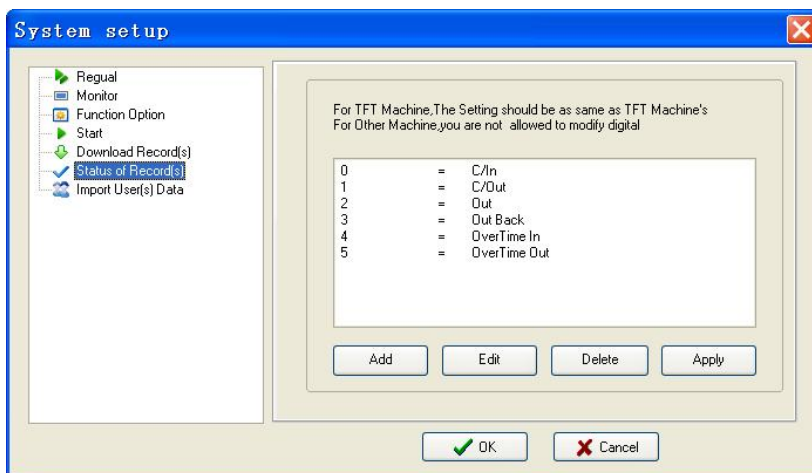 System setup
Regual
Monitor
Function Option
Start
Download Record(s)
Status of Record(s)
Import User(s) Data
For TFT Machine,The Setting should be as same as TFT Machine's
For Other Machine,you are not allowed to modify digital
0 = C/In
1 = C/Out
2 = Out
3 = Out Back
4 = OverTime In
5 = OverTime Out
Add Edit Delete Apply
OK Cancel